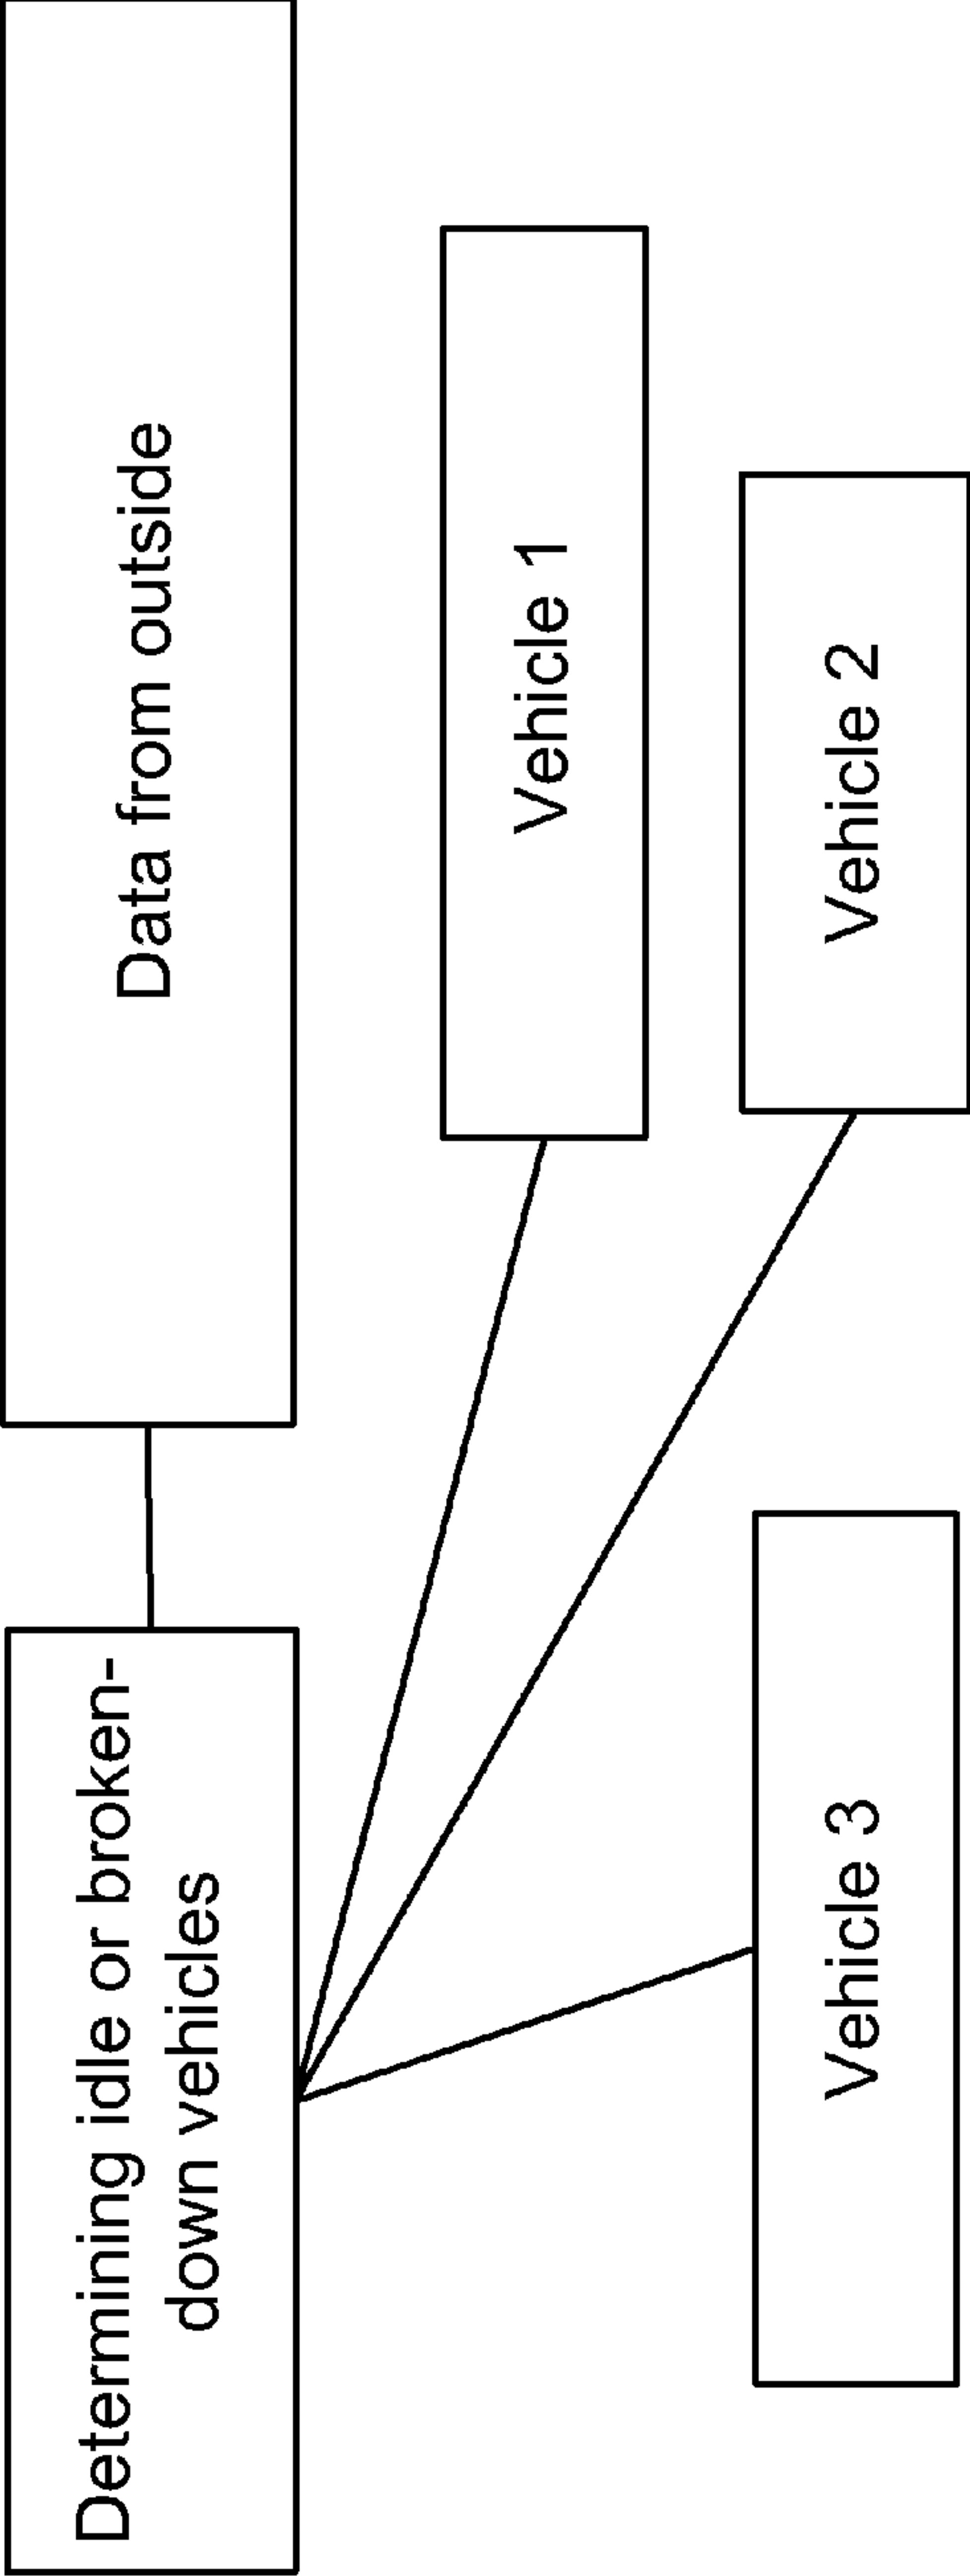 Determining idle or broken-
down vehicles
Data from outside
Vehicle 1
Vehicle 2
Vehicle 3